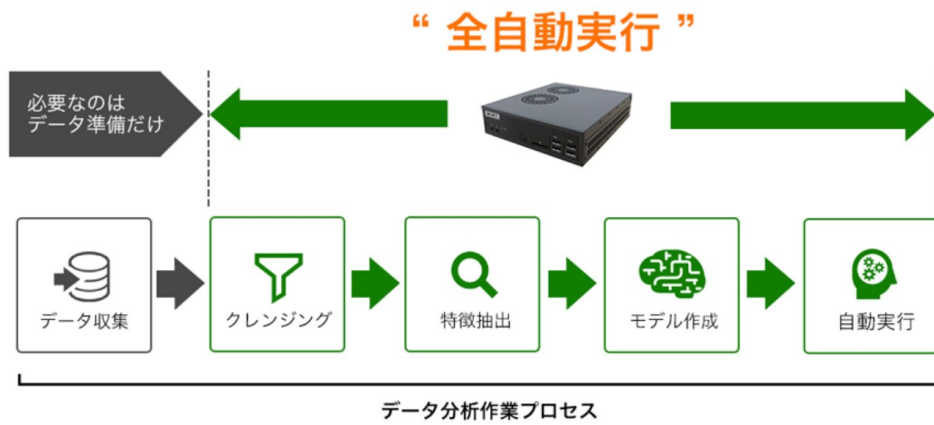 “ 全自動実行 ”
必要なのは
データ準備だけ
データ収集
クレンジング
特徴抽出
モデル作成
自動実行
データ分析作業プロセス